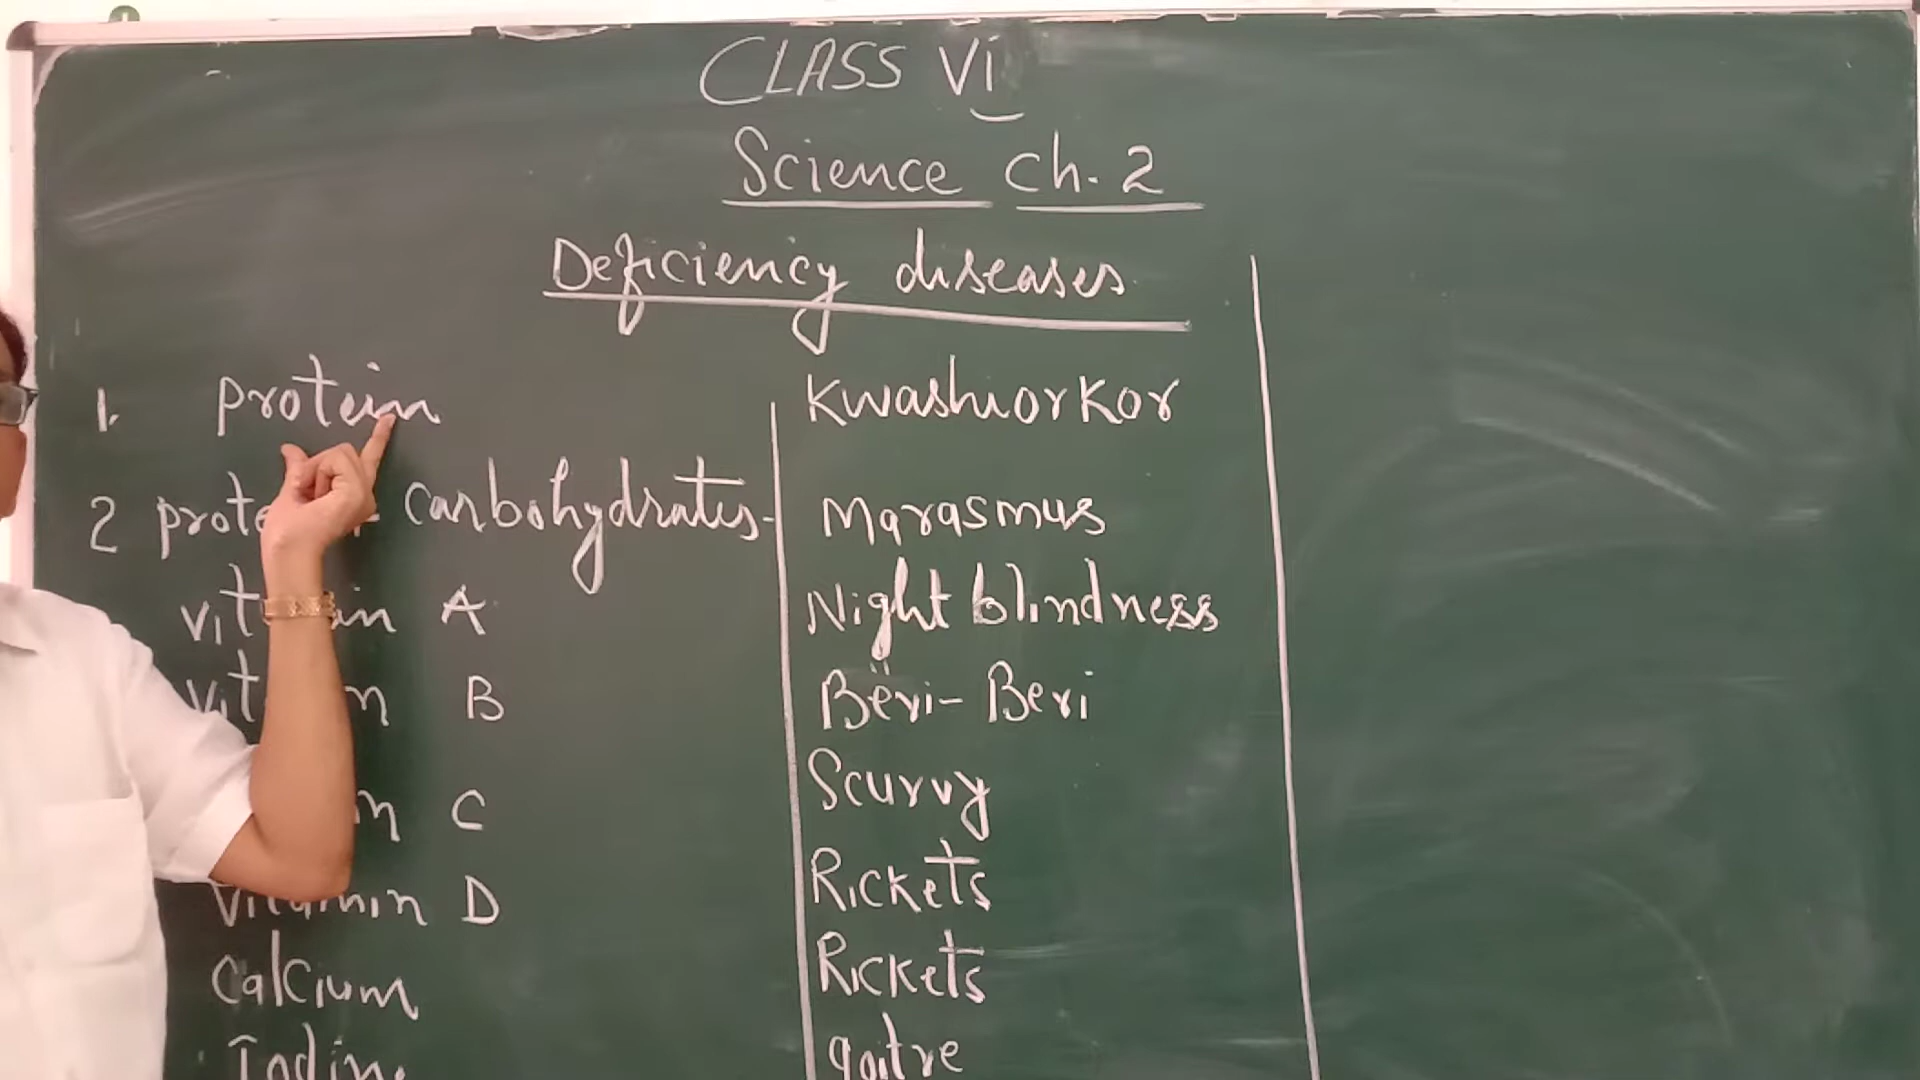 CLASS VI
Science Ch. 2
Deficiency diseases
1. Protein Kwashiorkor
2 carbohydrates- Marasmus
A Night blindness
B Beri-Beri
C Scurvy
Vitamin D Rickets
Calcium Rickets
goitre